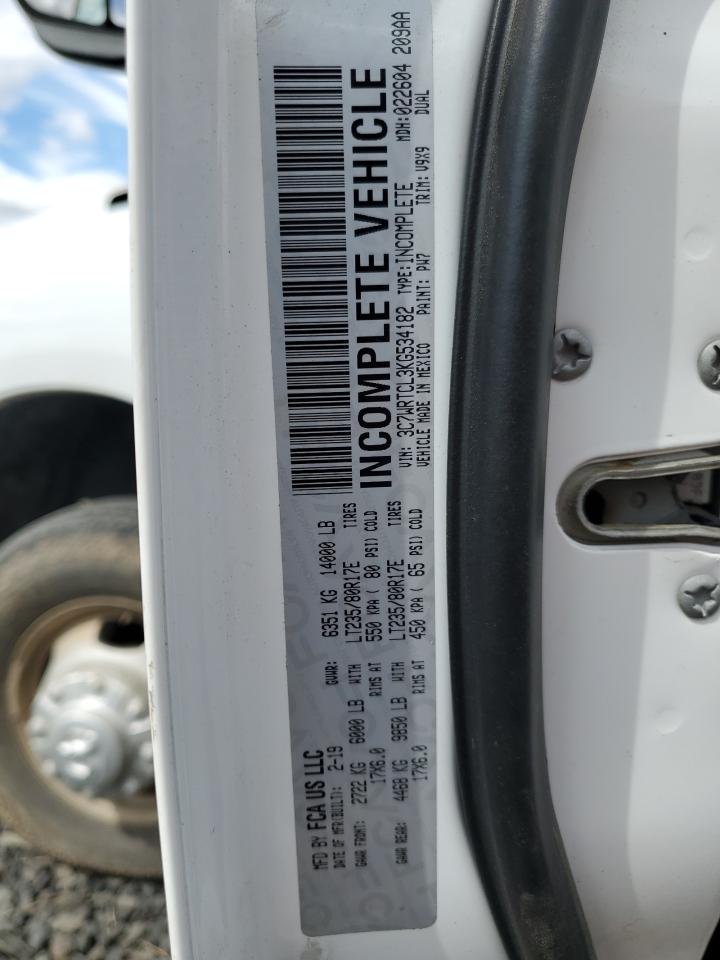 MFD BY FCA US LLC
DATE OF MFR(BUILT): 2-19 GVWR: 6351 KG 14000 LB
GAWR FRONT: 2722 KG 6000 LB WITH LT235/80R17E TIRES
17X6.0 RIMS AT 550 KPA ( 80 PSI) COLD
GAWR REAR: 4468 KG 9850 LB WITH LT235/80R17E TIRES
17X6.0 RIMS AT 450 KPA ( 65 PSI) COLD
INCOMPLETE VEHICLE
MDH:022604 209AA
VIN: 3C7WRTCL3KG534182 TYPE:INCOMPLETE
VEHICLE MADE IN MEXICO PAINT: PW7 TRIM: V9X9 DUAL